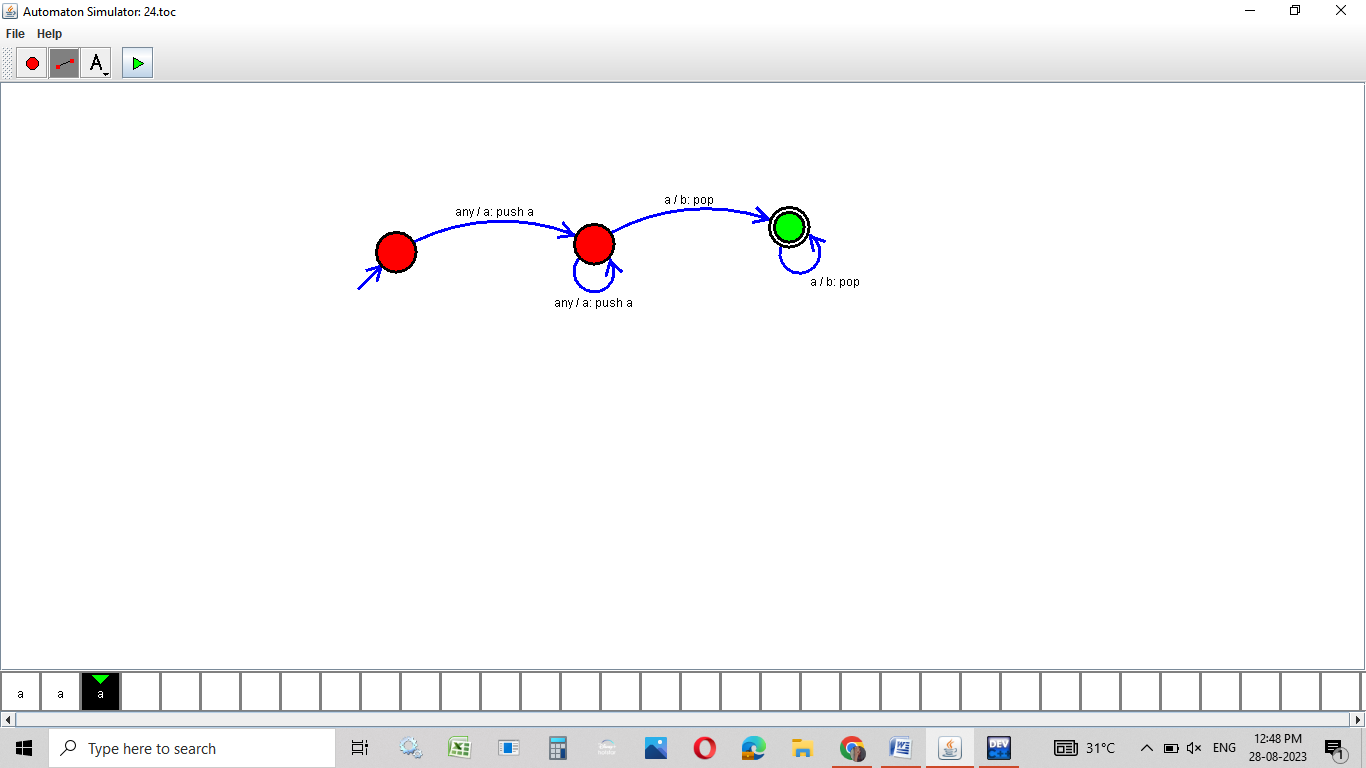 Automaton Simulator: 24.toc
File Help
A
a / b: pop
any / a: push a
a / b: pop
any / a: push a
a a a
Type here to search
DEV
31°C
ENG
12:48 PM
28-08-2023
1